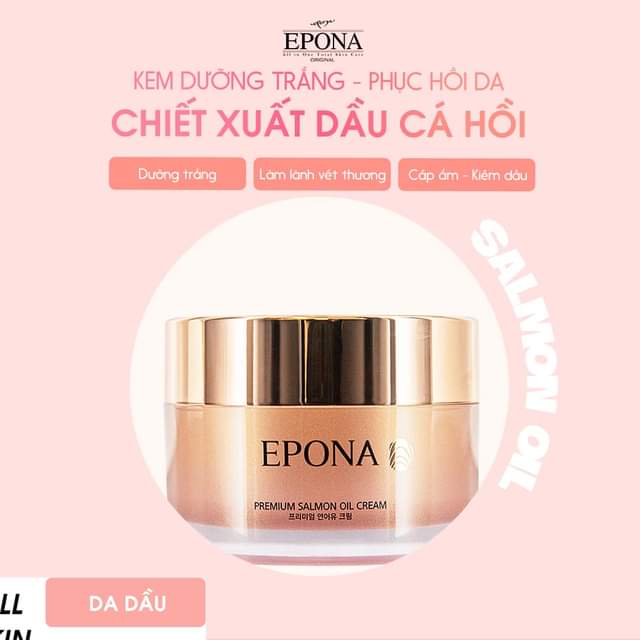 EPONA
All in One Total Skin Care
ORIGINAL
KEM DƯỠNG TRẮNG - PHỤC HỒI DA
CHIẾT XUẤT DẦU CÁ HỒI
Dưỡng trắng
Làm lành vết thương
Cấp ẩm - Kiềm dầu
SALMON OIL
EPONA
PREMIUM SALMON OIL CREAM
프리미엄 연어유 크림
DA DẦU